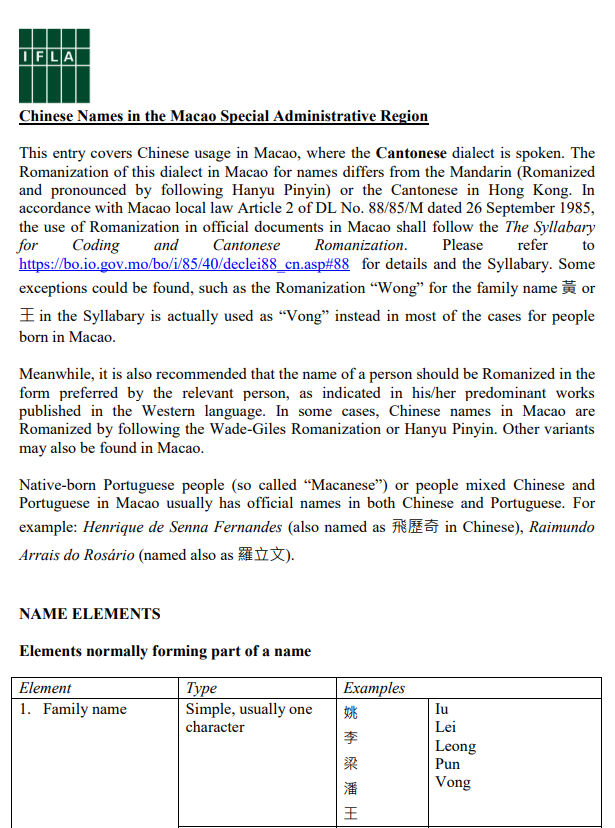 IFLA
Chinese Names in the Macao Special Administrative Region
This entry covers Chinese usage in Macao, where the Cantonese dialect is spoken. The
Romanization of this dialect in Macao for names differs from the Mandarin (Romanized
and pronounced by following Hanyu Pinyin) or the Cantonese in Hong Kong. In
accordance with Macao local law Article 2 of DL No. 88/85/M dated 26 September 1985,
the use of Romanization in official documents in Macao shall follow the The Syllabary
for Coding and Cantonese Romanization. Please refer to
https://bo.io.gov.mo/bo/i/85/40/declei88_cn.asp#88 for details and the Syllabary. Some
exceptions could be found, such as the Romanization “Wong” for the family name 黃 or
王 in the Syllabary is actually used as “Vong” instead in most of the cases for people
born in Macao.
Meanwhile, it is also recommended that the name of a person should be Romanized in the
form preferred by the relevant person, as indicated in his/her predominant works
published in the Western language. In some cases, Chinese names in Macao are
Romanized by following the Wade-Giles Romanization or Hanyu Pinyin. Other variants
may also be found in Macao.
Native-born Portuguese people (so called “Macanese”) or people mixed Chinese and
Portuguese in Macao usually has official names in both Chinese and Portuguese. For
example: Henrique de Senna Fernandes (also named as 飛歷奇 in Chinese), Raimundo
Arrais do Rosário (named also as 羅立文).
NAME ELEMENTS
Elements normally forming part of a name
Element Type Examples
1. Family name Simple, usually one 姚 Iu
character 李 Lei
梁 Leong
潘 Pun
王 Vong